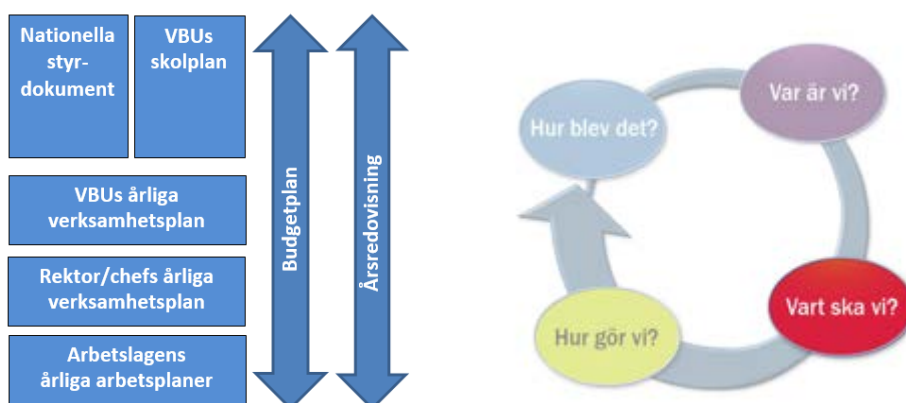 Nationella
styr-
dokument
VBUs
skolplan
VBUs årliga
verksamhetsplan
Rektor/chefs årliga
verksamhetsplan
Arbetslagens
årliga arbetsplaner
Budgetplan
Årsredovisning
Hur blev det?
Var är vi?
Vart ska vi?
Hur gör vi?